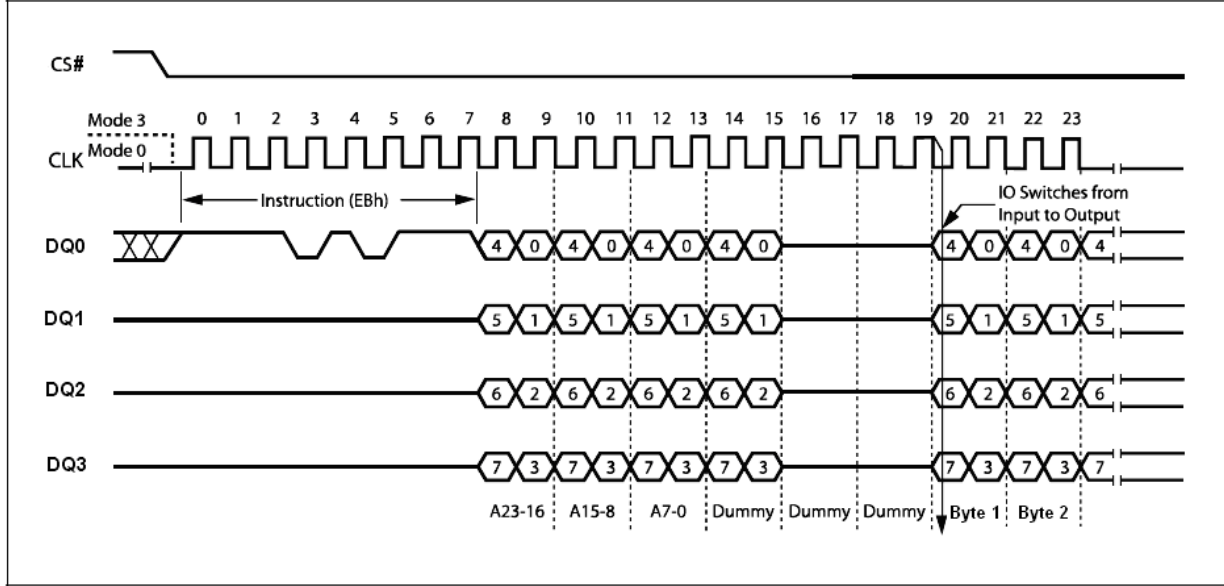 CS#
Mode 3 0 1 2 3 4 5 6 7 8 9 10 11 12 13 14 15 16 17 18 19 20 21 22 23
Mode 0
CLK
Instruction (EBh)
IO Switches from
Input to Output
DQ0 4 0 4 0 4 0 4 0 4 0 4 0 4
DQ1 5 1 5 1 5 1 5 1 5 1 5 1 5
DQ2 6 2 6 2 6 2 6 2 6 2 6 2 6
DQ3 7 3 7 3 7 3 7 3 7 3 7 3 7
A23-16 A15-8 A7-0 Dummy Dummy Dummy Byte 1 Byte 2